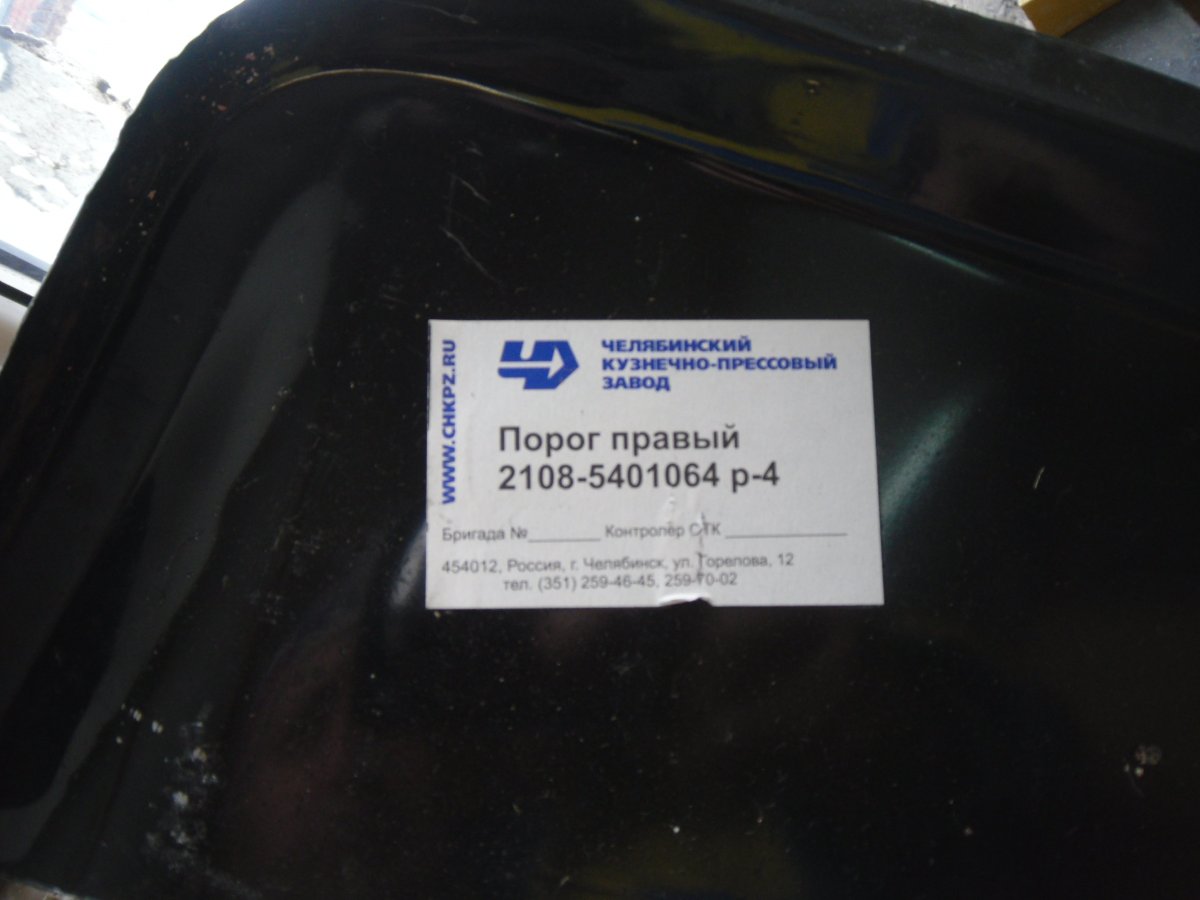 WWW.CHKPZ.RU
ЧЕЛЯБИНСКИЙ
КУЗНЕЧНО-ПРЕССОВЫЙ
ЗАВОД
Порог правый
2108-5401064 р-4
Бригада №________ Контролер СТК ______________
454012, Россия, г. Челябинск, ул. Горелова, 12
тел. (351) 259-46-45, 259-70-02